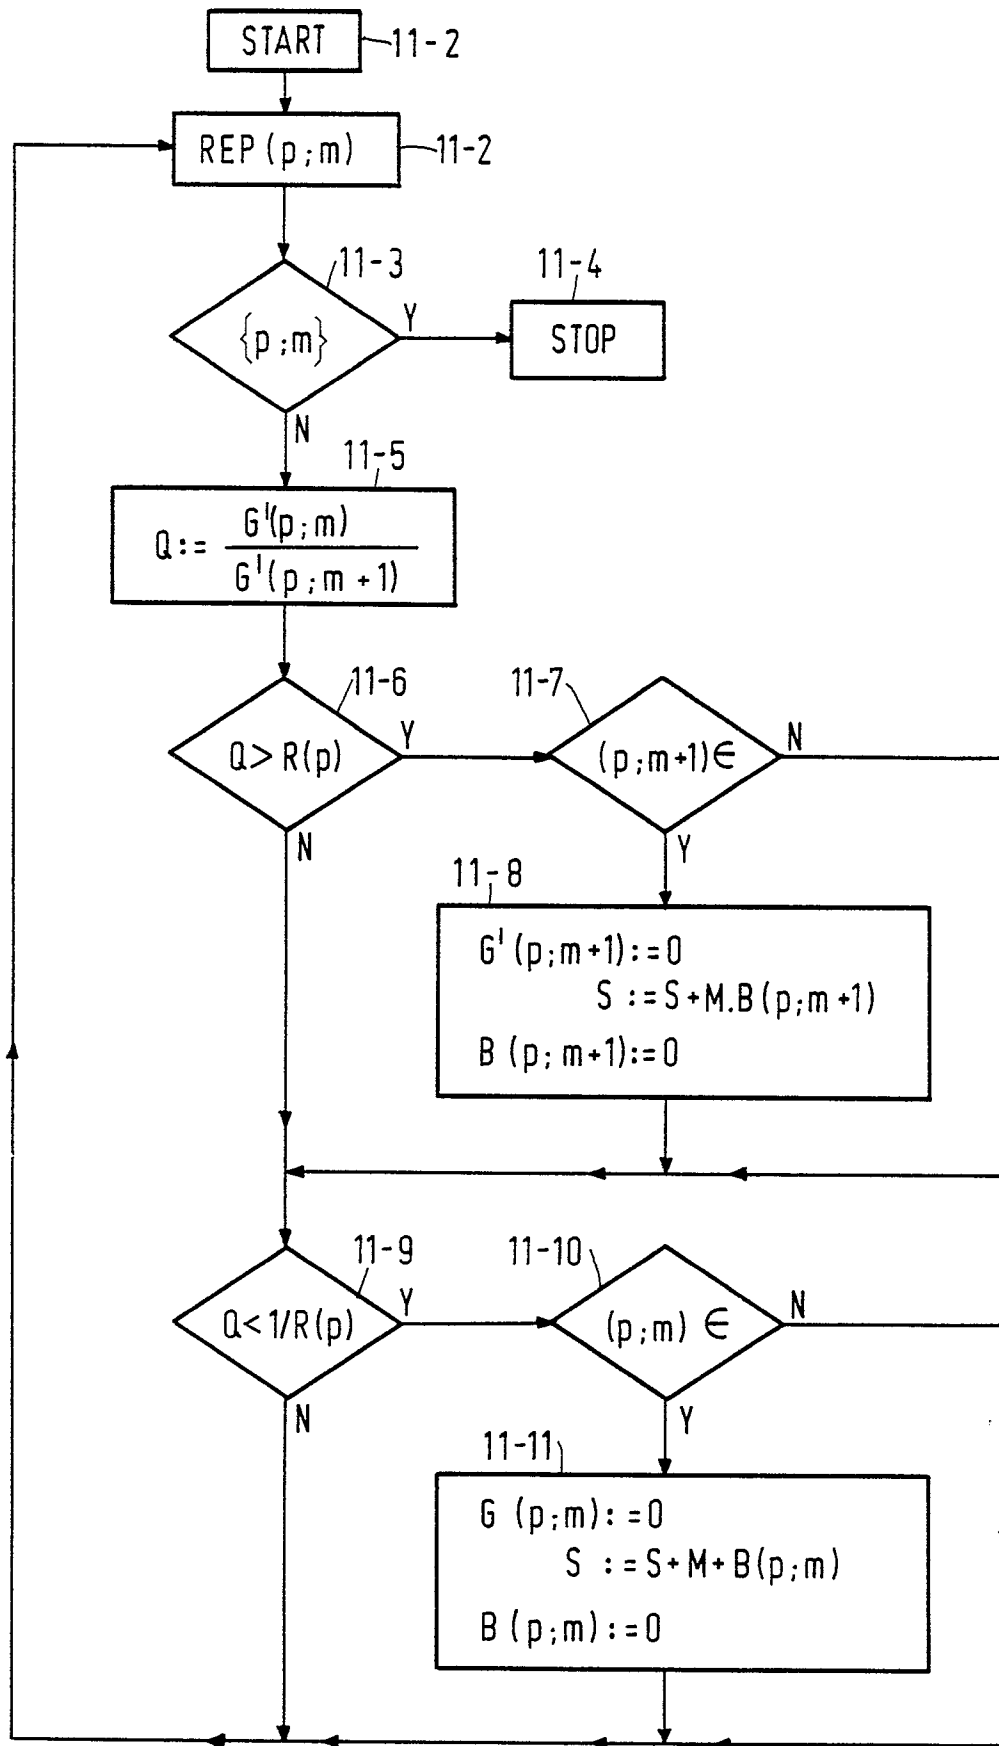 START
11-2
REP (p;m)
11-2
11-3
11-4
{p;m}
Y
STOP
N
11-5
Q:= G'(p;m)
G'(p;m+1)
11-6
11-7
Q > R(p)
Y
(p;m+1)∈
N
N
Y
11-8
G'(p;m+1):=0
S :=S+M.B(p;m+1)
B (p;m+1):=0
11-9
11-10
Q < 1/R(p)
Y
(p;m) ∈
N
N
Y
11-11
G (p;m):=0
S :=S+M+B(p;m)
B (p;m):=0